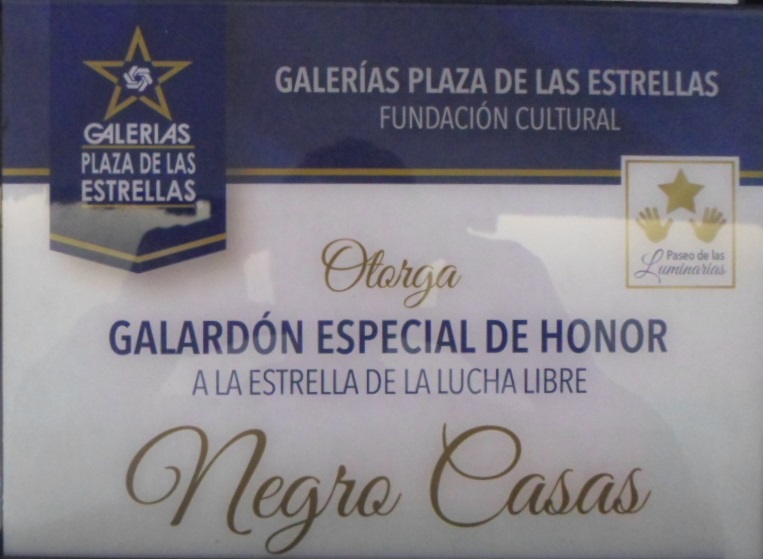 GALERIAS
PLAZA DE LAS
ESTRELLAS
GALERÍAS PLAZA DE LAS ESTRELLAS
FUNDACIÓN CULTURAL
Paseo de las
Luminarias
Otorga
GALARDÓN ESPECIAL DE HONOR
A LA ESTRELLA DE LA LUCHA LIBRE
Negro Casas